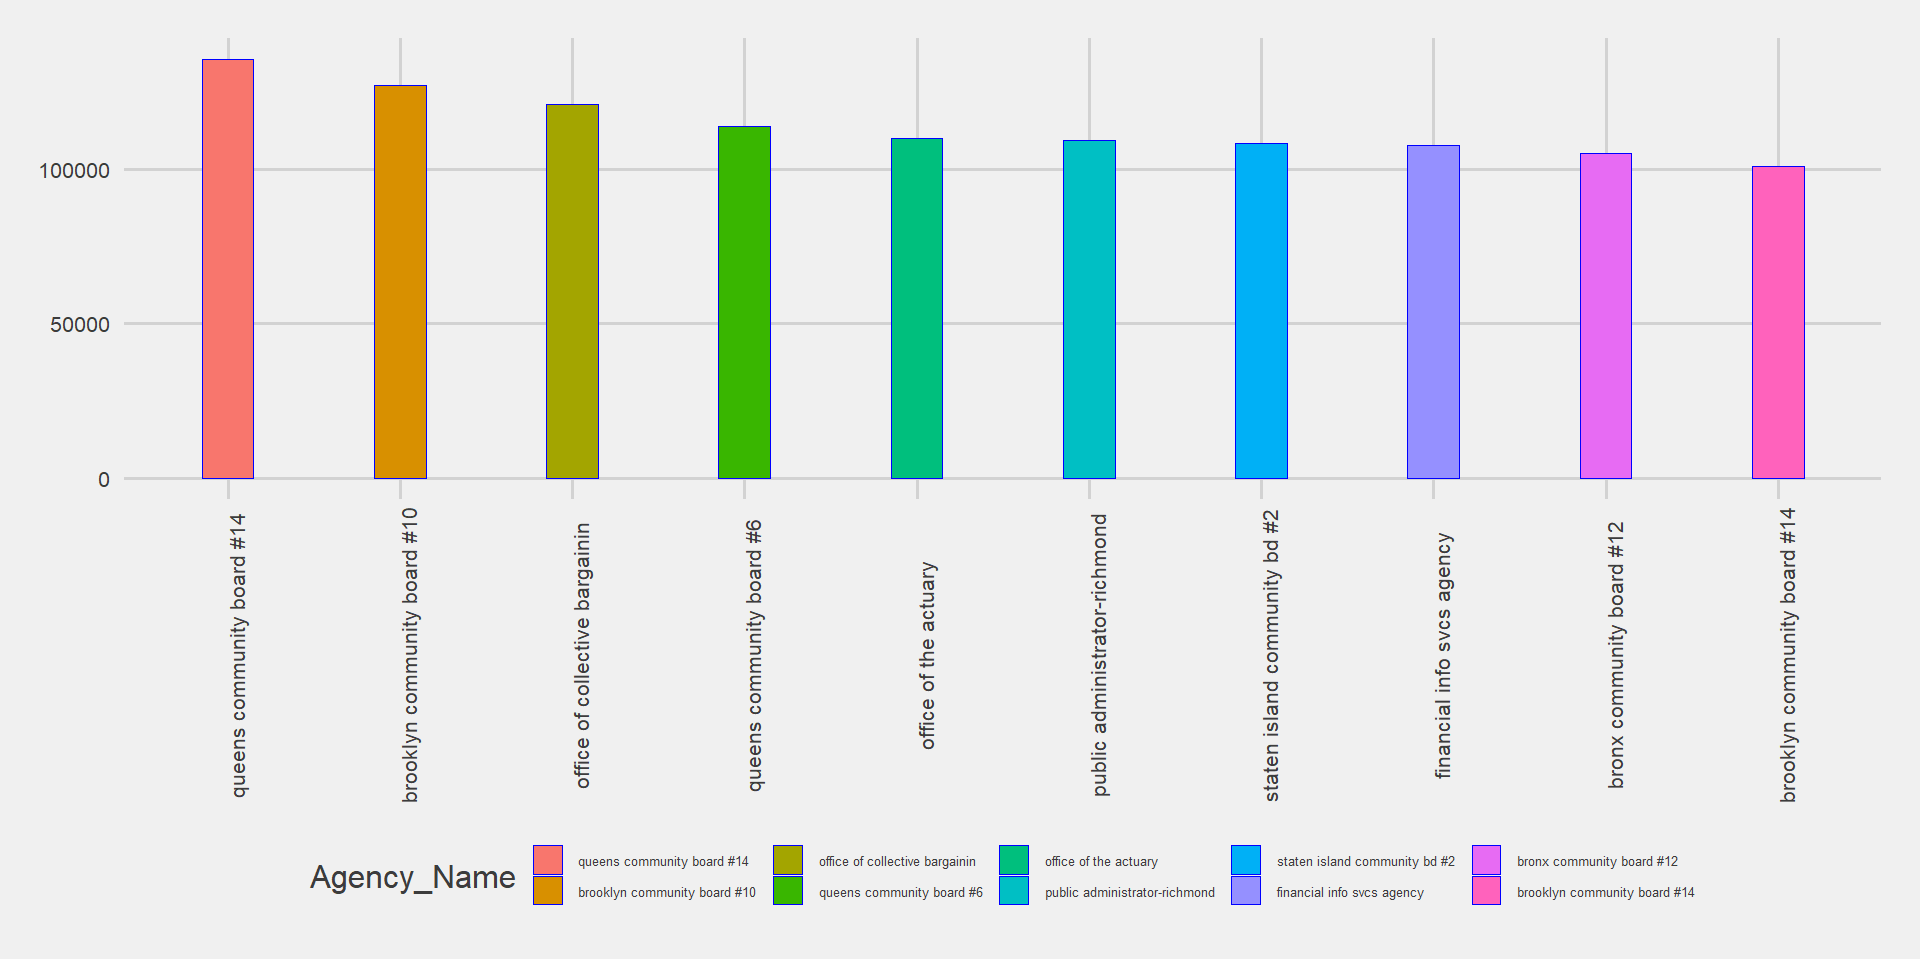 100000
50000
0
queens community board #14
brooklyn community board #10
office of collective bargainin
queens community board #6
office of the actuary
public administrator-richmond
staten island community bd #2
financial info svcs agency
bronx community board #12
brooklyn community board #14
Agency_Name
queens community board #14
brooklyn community board #10
office of collective bargainin
queens community board #6
office of the actuary
public administrator-richmond
staten island community bd #2
financial info svcs agency
bronx community board #12
brooklyn community board #14